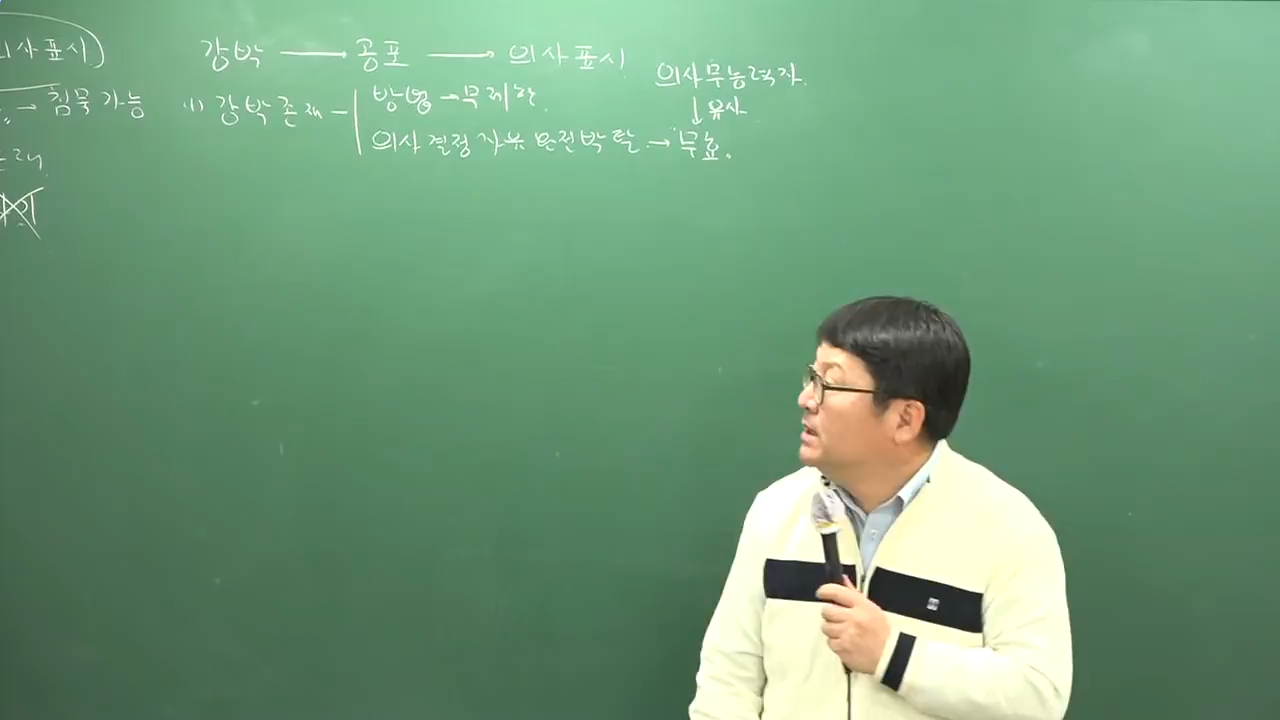 의사표시)
→ 침묵 가능
강박 → 공포 → 의사표시
(1) 강박존재 ─ 방법 → 무제한.
의사결정 자유 완전박탈. → 무효.
의사무능력자.
↓ 유사